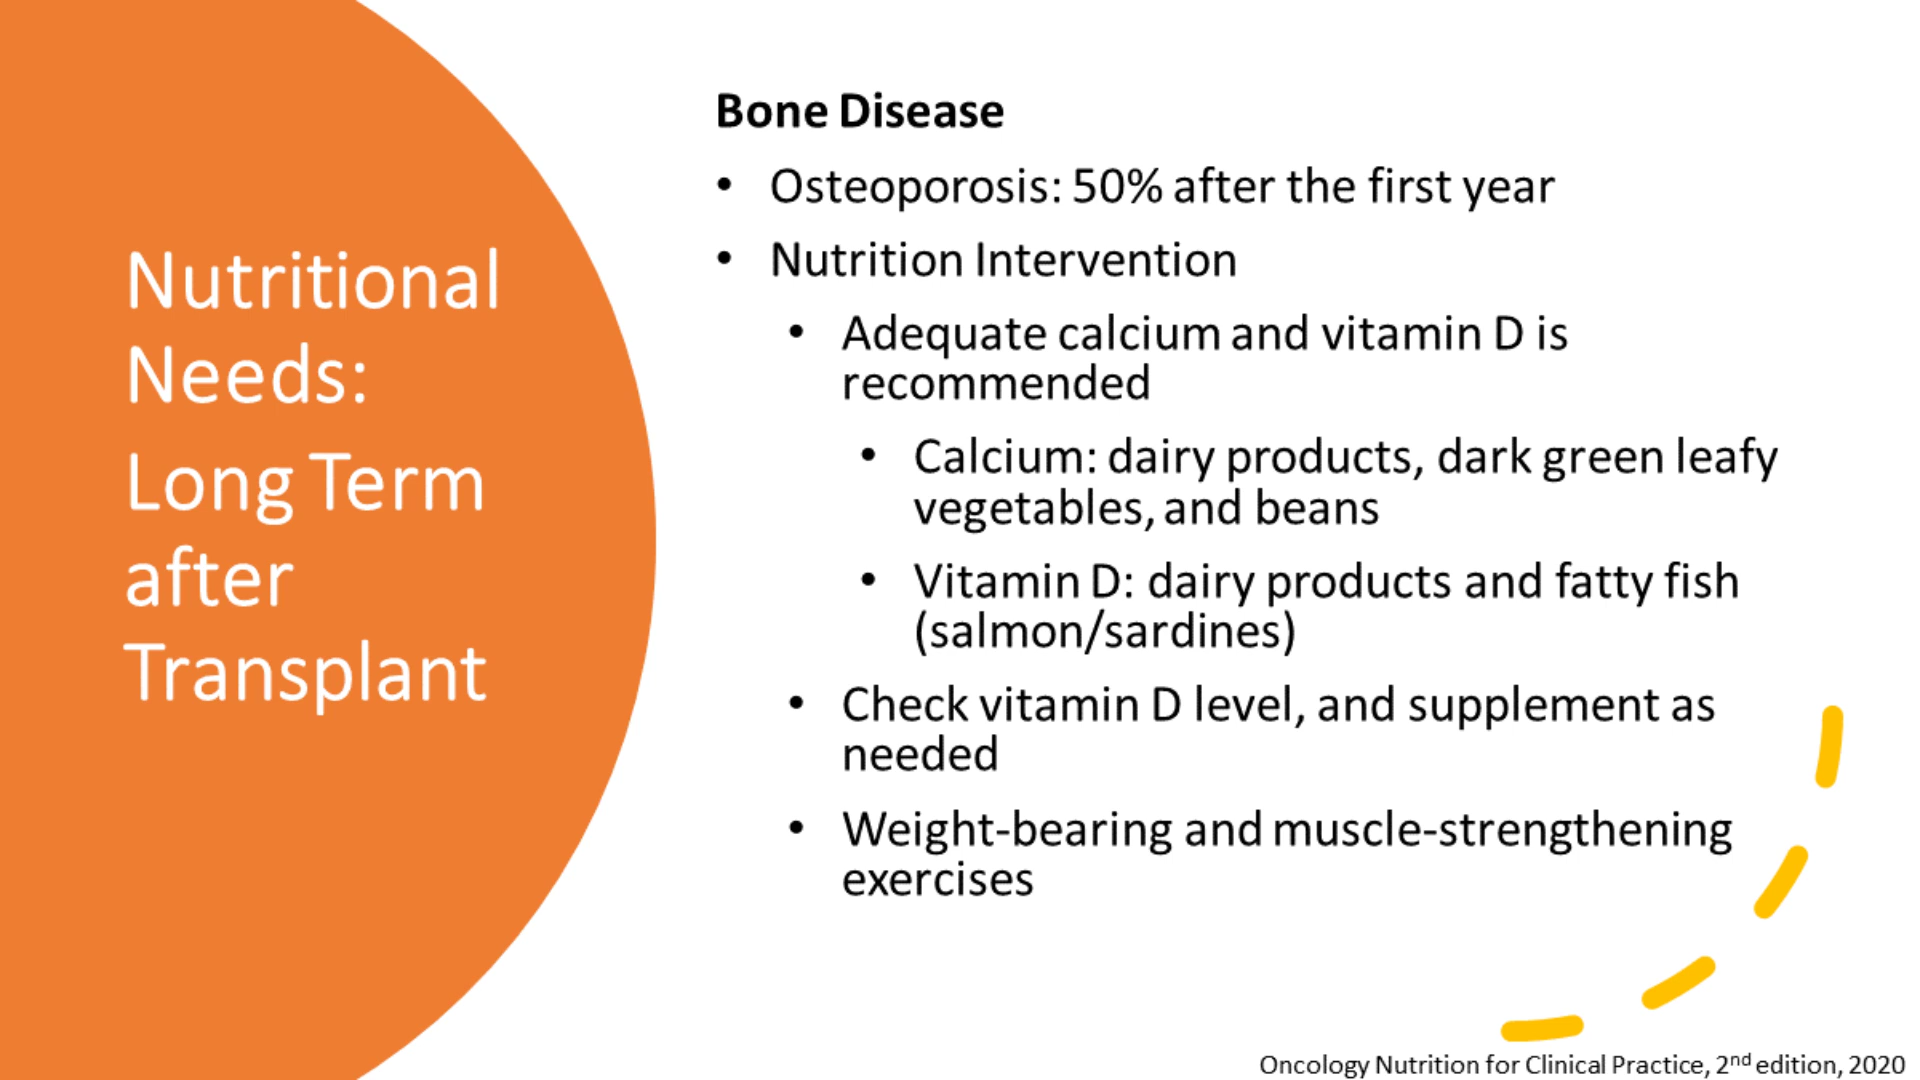 Nutritional
Needs:
Long Term
after
Transplant
Bone Disease
• Osteoporosis: 50% after the first year
• Nutrition Intervention
• Adequate calcium and vitamin D is
recommended
• Calcium: dairy products, dark green leafy
vegetables, and beans
• Vitamin D: dairy products and fatty fish
(salmon/sardines)
• Check vitamin D level, and supplement as
needed
• Weight-bearing and muscle-strengthening
exercises
Oncology Nutrition for Clinical Practice, 2nd edition, 2020